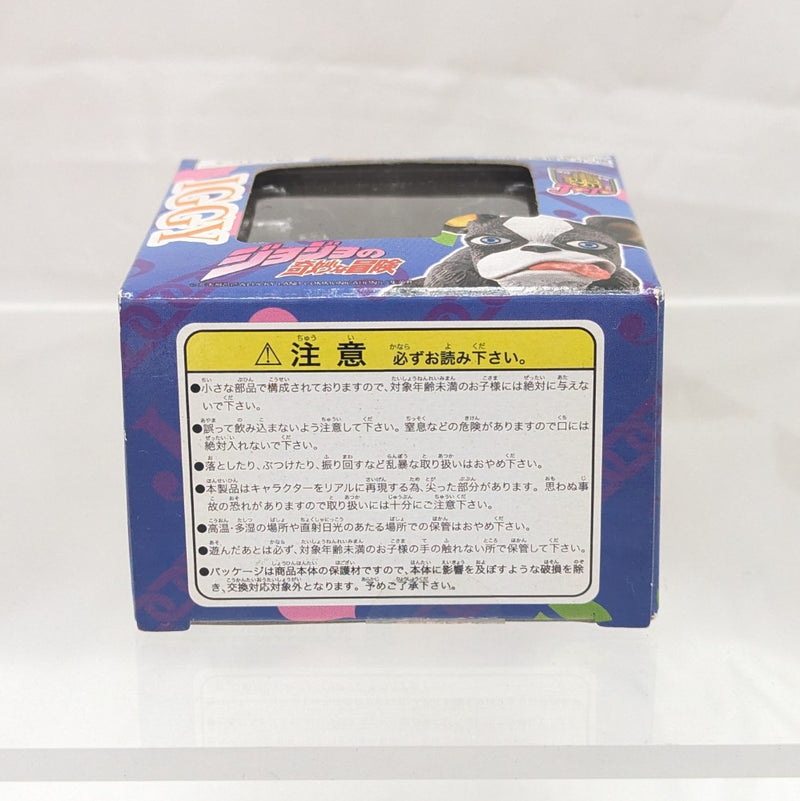 IGGY
ジョジョの
奇妙な冒険
⚠ 注意 必ずお読み下さい。
●小さな部品で構成されておりますので、対象年齢未満のお子様には絶対に与えな
いで下さい。
●誤って飲み込まないよう注意して下さい。窒息などの危険がありますので口には
絶対入れないで下さい。
●落としたり、ぶつけたり、振り回すなど乱暴な取り扱いはおやめ下さい。
●本製品はキャラクターをリアルに再現する為、尖った部分があります。思わぬ事
故の恐れがありますので取り扱いには十分にご注意下さい。
●高温・多湿の場所や直射日光のあたる場所での保管はおやめ下さい。
●遊んだあとは必ず、対象年齢未満のお子様の手の触れない所で保管して下さい。
●パッケージは商品本体の保護材ですので、本体に影響を及ぼすような破損を除
き、交換対応対象外となります。予めご了承下さい。